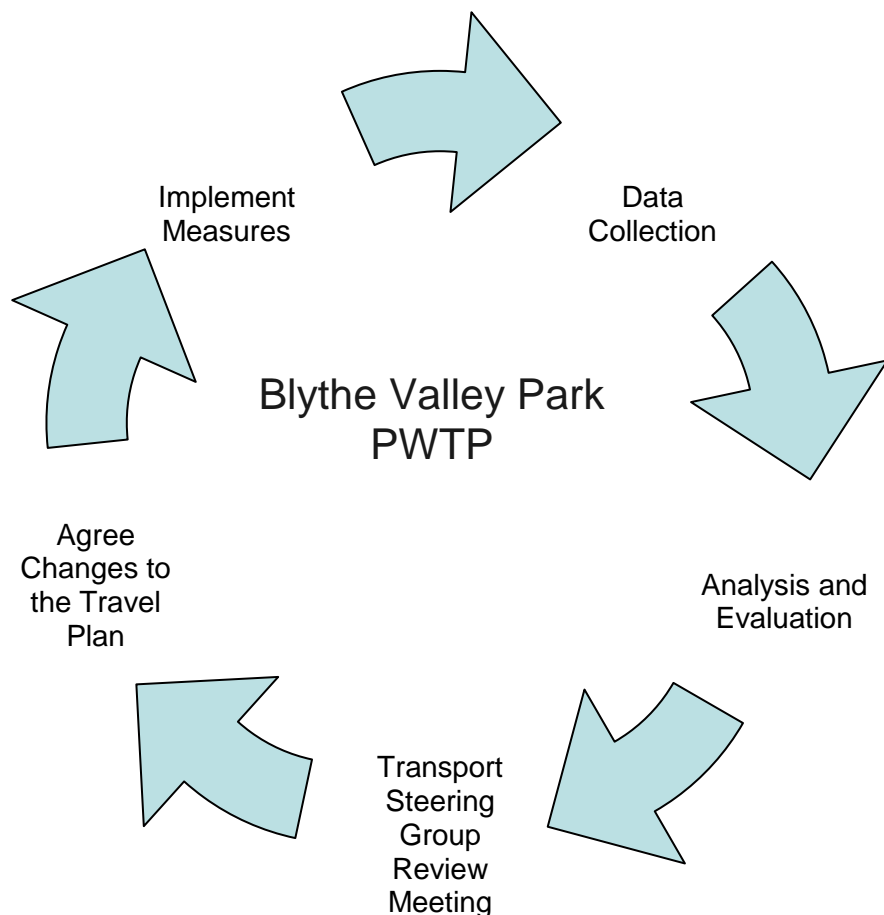 Implement
Measures
Data
Collection
Blythe Valley Park
PWTP
Agree
Changes to
the Travel
Plan
Analysis and
Evaluation
Transport
Steering
Group
Review
Meeting